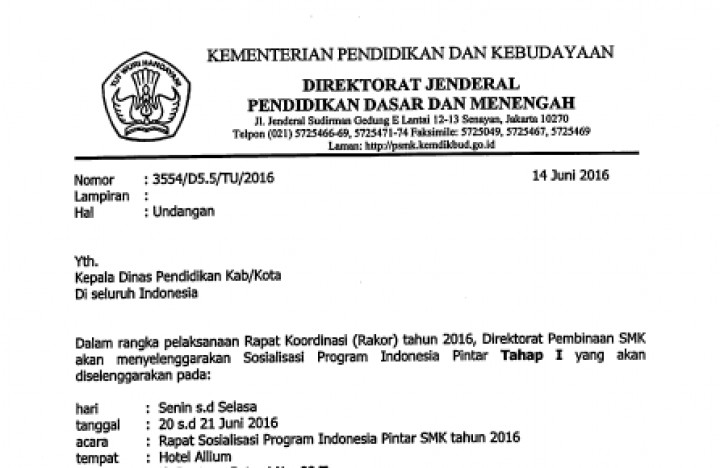 TUT WURI HANDAYANI
KEMENTERIAN PENDIDIKAN DAN KEBUDAYAAN
DIREKTORAT JENDERAL
PENDIDIKAN DASAR DAN MENENGAH
Jl. Jenderal Sudirman Gedung E Lantai 12-13 Senayan, Jakarta 10270
Telpon (021) 5725466-69, 5725471-74 Faksimile: 5725049, 5725467, 5725469
Laman: http://psmk.kemdikbud.go.id
Nomor : 3554/D5.5/TU/2016 14 Juni 2016
Lampiran :
Hal : Undangan
Yth.
Kepala Dinas Pendidikan Kab/Kota
Di seluruh Indonesia
Dalam rangka pelaksanaan Rapat Koordinasi (Rakor) tahun 2016, Direktorat Pembinaan SMK
akan menyelenggarakan Sosialisasi Program Indonesia Pintar Tahap I yang akan
diselenggarakan pada:
hari : Senin s.d Selasa
tanggal : 20 s.d 21 Juni 2016
acara : Rapat Sosialisasi Program Indonesia Pintar SMK tahun 2016
tempat : Hotel Allium